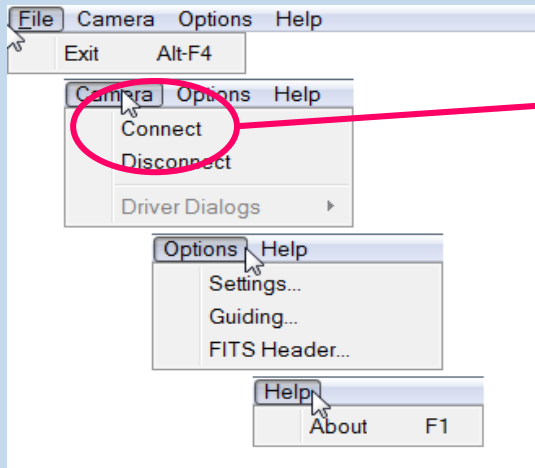 File Camera Options Help
Exit Alt-F4
Camera Options Help
Connect
Disconnect
Driver Dialogs
Options Help
Settings...
Guiding...
FITS Header...
Help
About F1